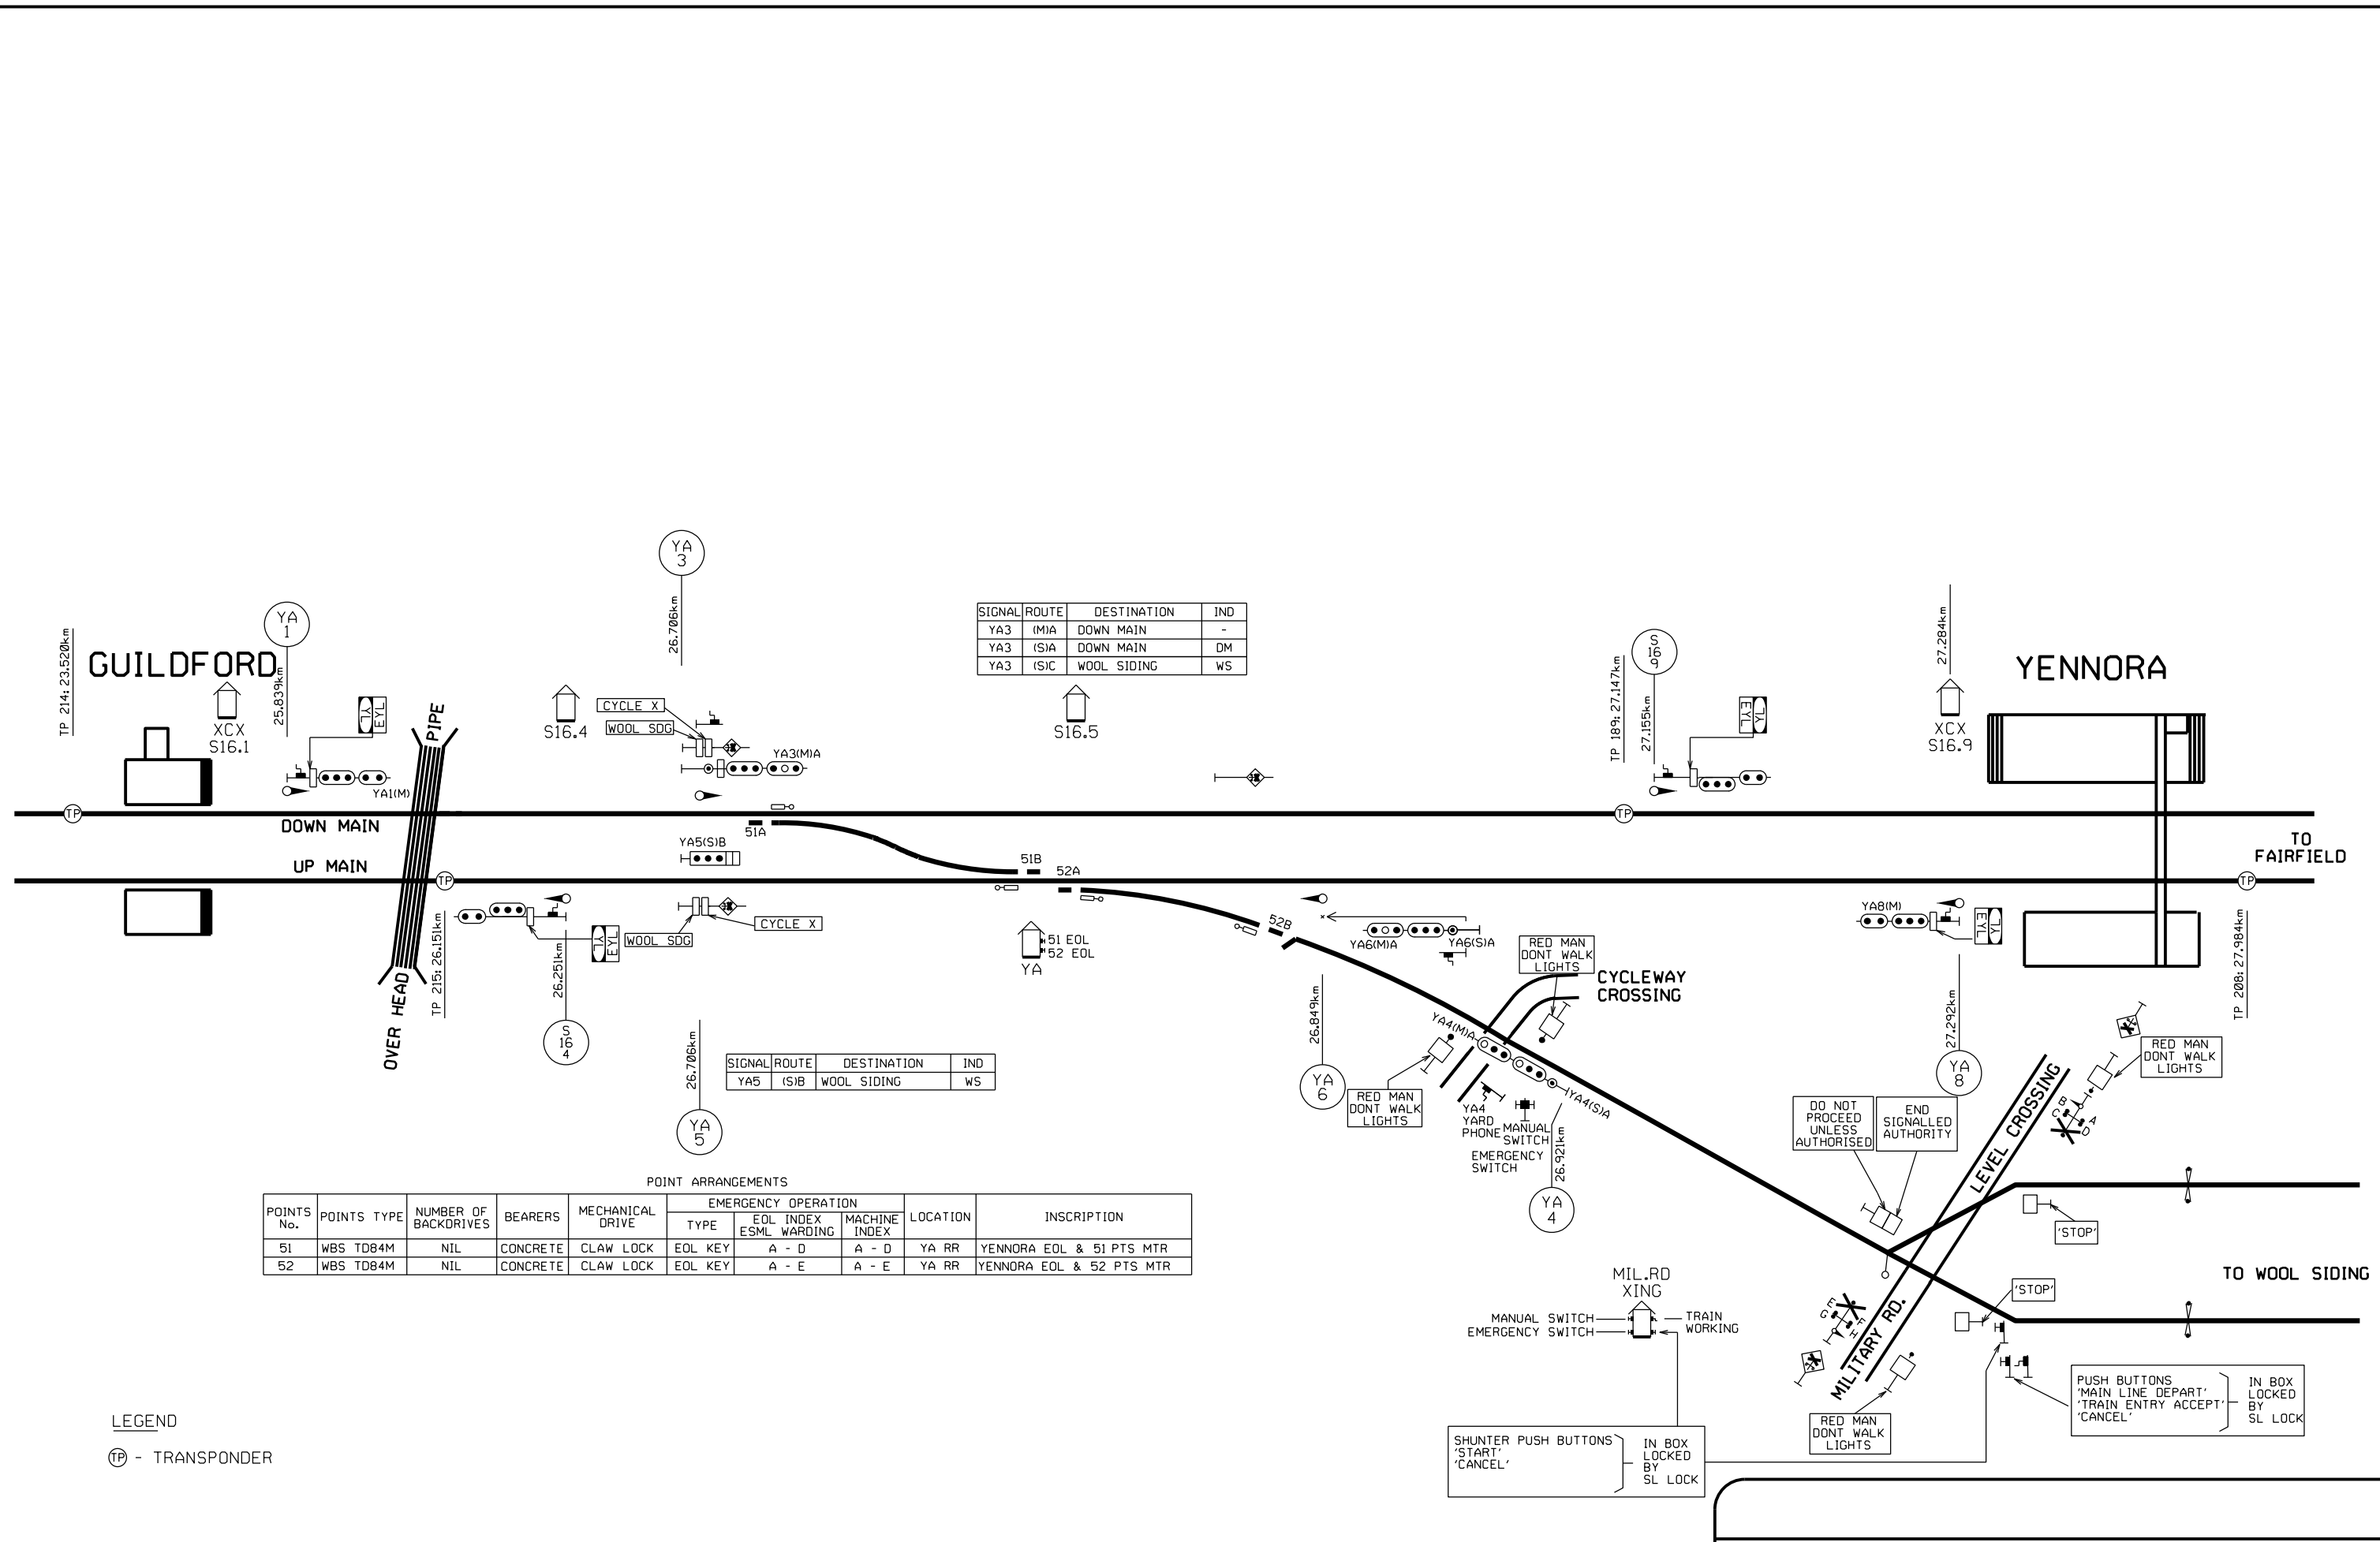 YA
3
26.706km
YA
1
25.839km
TP 214: 23.520km
GUILDFORD
XCX
S16.1
YL
EYL
YA1(M)
PIPE
OVER HEAD
S16.4
CYCLE X
WOOL SDG
YA3(M)A
SIGNAL ROUTE DESTINATION IND
YA3 (M)A DOWN MAIN -
YA3 (S)A DOWN MAIN DM
YA3 (S)C WOOL SIDING WS
S16.5
S
16
9
TP 189: 27.147km
27.155km
YL
EYL
27.284km
XCX
S16.9
YENNORA
TP
TP
DOWN MAIN
51A
UP MAIN
YA5(S)B
51B
52A
TO
FAIRFIELD
TP
TP
TP 215: 26.151km
26.251km
S
16
4
YL
EYL
WOOL SDG
CYCLE X
51 EOL
52 EOL
YA
52B
YA6(M)A
YA6(S)A
26.849km
YA
6
RED MAN
DONT WALK
LIGHTS
CYCLEWAY
CROSSING
YA8(M)
EYL
YL
27.292km
YA
8
TP 208: 27.984km
26.706km
YA
5
SIGNAL ROUTE DESTINATION IND
YA5 (S)B WOOL SIDING WS
YA4(M)A
YA4(S)A
RED MAN
DONT WALK
LIGHTS
YA4
YARD
PHONE
MANUAL
SWITCH
EMERGENCY
SWITCH
26.921km
YA
4
DO NOT
PROCEED
UNLESS
AUTHORISED
END
SIGNALLED
AUTHORITY
LEVEL CROSSING
MILITARY RD.
RED MAN
DONT WALK
LIGHTS
B
C
A
D
'STOP'
TO WOOL SIDING
'STOP'
POINT ARRANGEMENTS
POINTS No. POINTS TYPE NUMBER OF BACKDRIVES BEARERS MECHANICAL DRIVE EMERGENCY OPERATION LOCATION INSCRIPTION
TYPE EOL INDEX ESML WARDING MACHINE INDEX
51 WBS TD84M NIL CONCRETE CLAW LOCK EOL KEY A - D A - D YA RR YENNORA EOL & 51 PTS MTR
52 WBS TD84M NIL CONCRETE CLAW LOCK EOL KEY A - E A - E YA RR YENNORA EOL & 52 PTS MTR
MIL.RD
XING
MANUAL SWITCH
EMERGENCY SWITCH
TRAIN
WORKING
E
G
F
H
RED MAN
DONT WALK
LIGHTS
PUSH BUTTONS
'MAIN LINE DEPART'
'TRAIN ENTRY ACCEPT'
'CANCEL'
IN BOX
LOCKED
BY
SL LOCK
SHUNTER PUSH BUTTONS
'START'
'CANCEL'
IN BOX
LOCKED
BY
SL LOCK
LEGEND
TP - TRANSPONDER